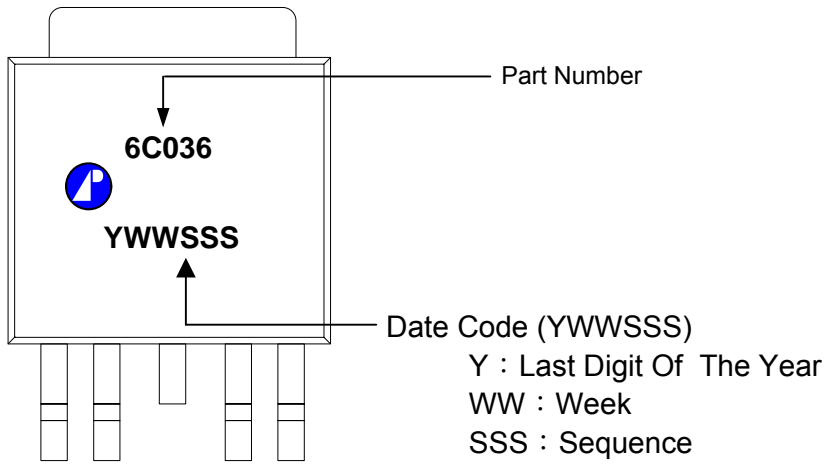 Part Number
6C036
YWWSSS
Date Code (YWWSSS)
Y：Last Digit Of The Year
WW：Week
SSS：Sequence